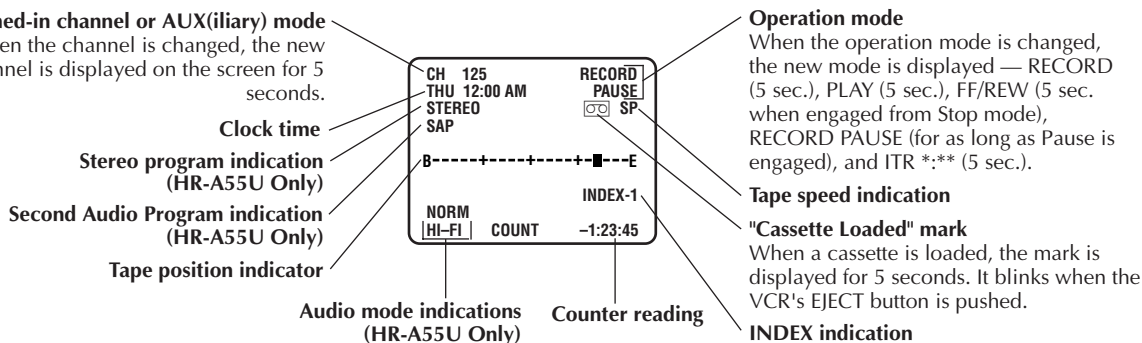 ned-in channel or AUX(iliary) mode
en the channel is changed, the new
nnel is displayed on the screen for 5
seconds.
Clock time
Stereo program indication
(HR-A55U Only)
Second Audio Program indication
(HR-A55U Only)
Tape position indicator
Audio mode indications
(HR-A55U Only)
Counter reading
CH 125 RECORD
THU 12:00 AM PAUSE
STEREO SP
SAP
B----+----+----+-■---E
INDEX-1
NORM
HI–FI COUNT –1:23:45
Operation mode
When the operation mode is changed,
the new mode is displayed — RECORD
(5 sec.), PLAY (5 sec.), FF/REW (5 sec.
when engaged from Stop mode),
RECORD PAUSE (for as long as Pause is
engaged), and ITR *:** (5 sec.).
Tape speed indication
"Cassette Loaded" mark
When a cassette is loaded, the mark is
displayed for 5 seconds. It blinks when the
VCR's EJECT button is pushed.
INDEX indication